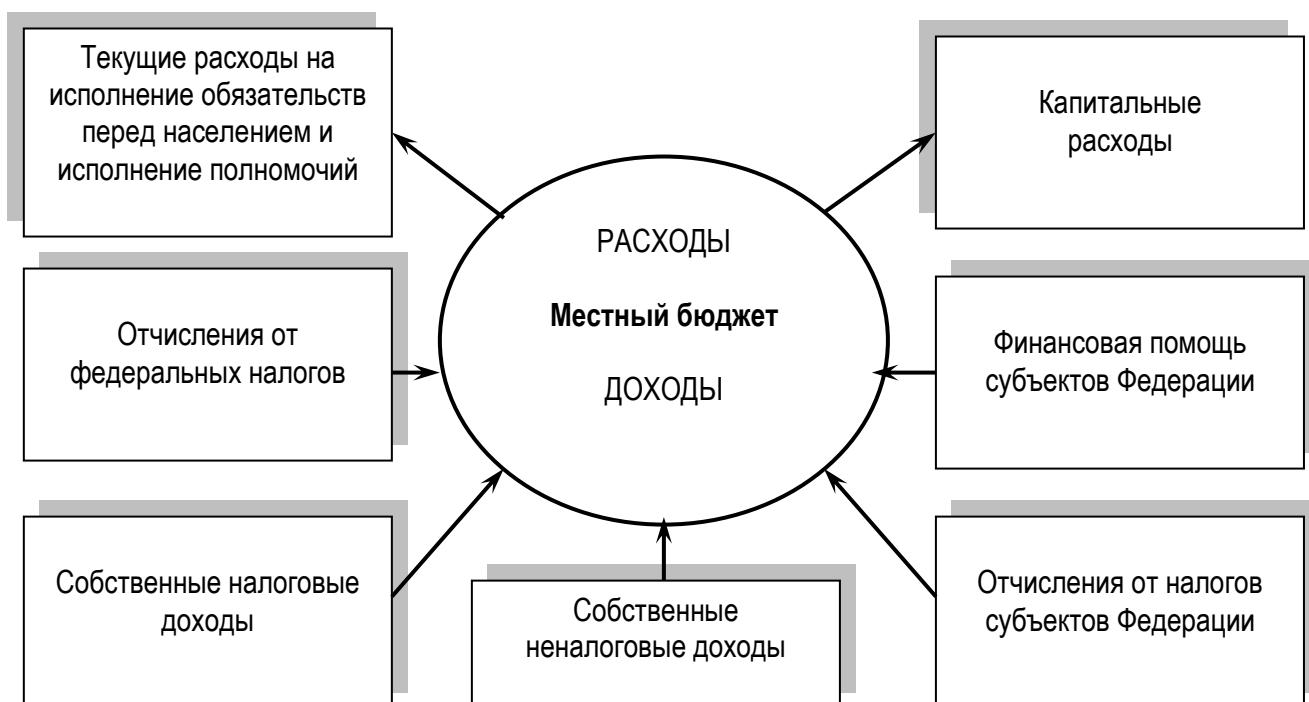 Текущие расходы на
исполнение обязательств
перед населением и
исполнение полномочий
Капитальные
расходы
РАСХОДЫ
Местный бюджет
ДОХОДЫ
Отчисления от
федеральных налогов
Финансовая помощь
субъектов Федерации
Собственные налоговые
доходы
Собственные
неналоговые доходы
Отчисления от налогов
субъектов Федерации